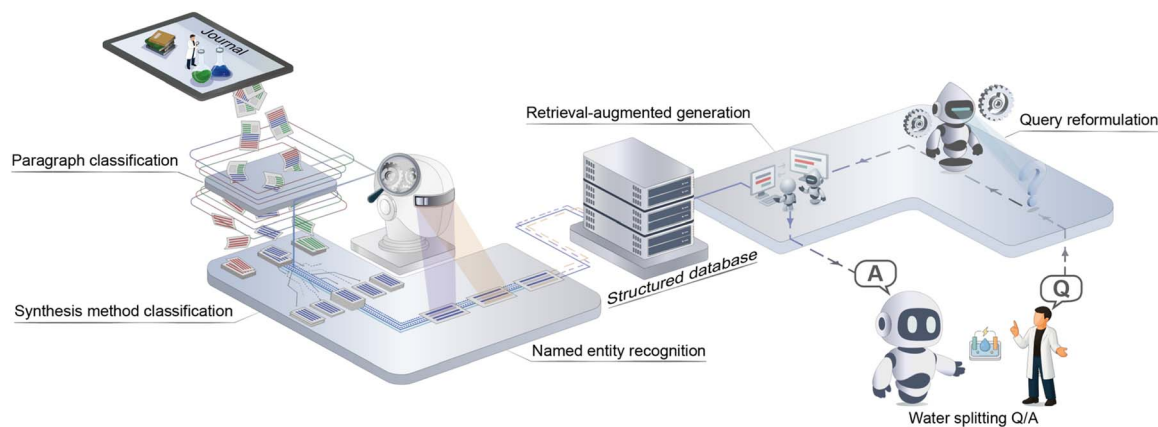 Journal
Paragraph classification
Synthesis method classification
Named entity recognition
Structured database
Retrieval-augmented generation
Query reformulation
A
Q
Water splitting Q/A